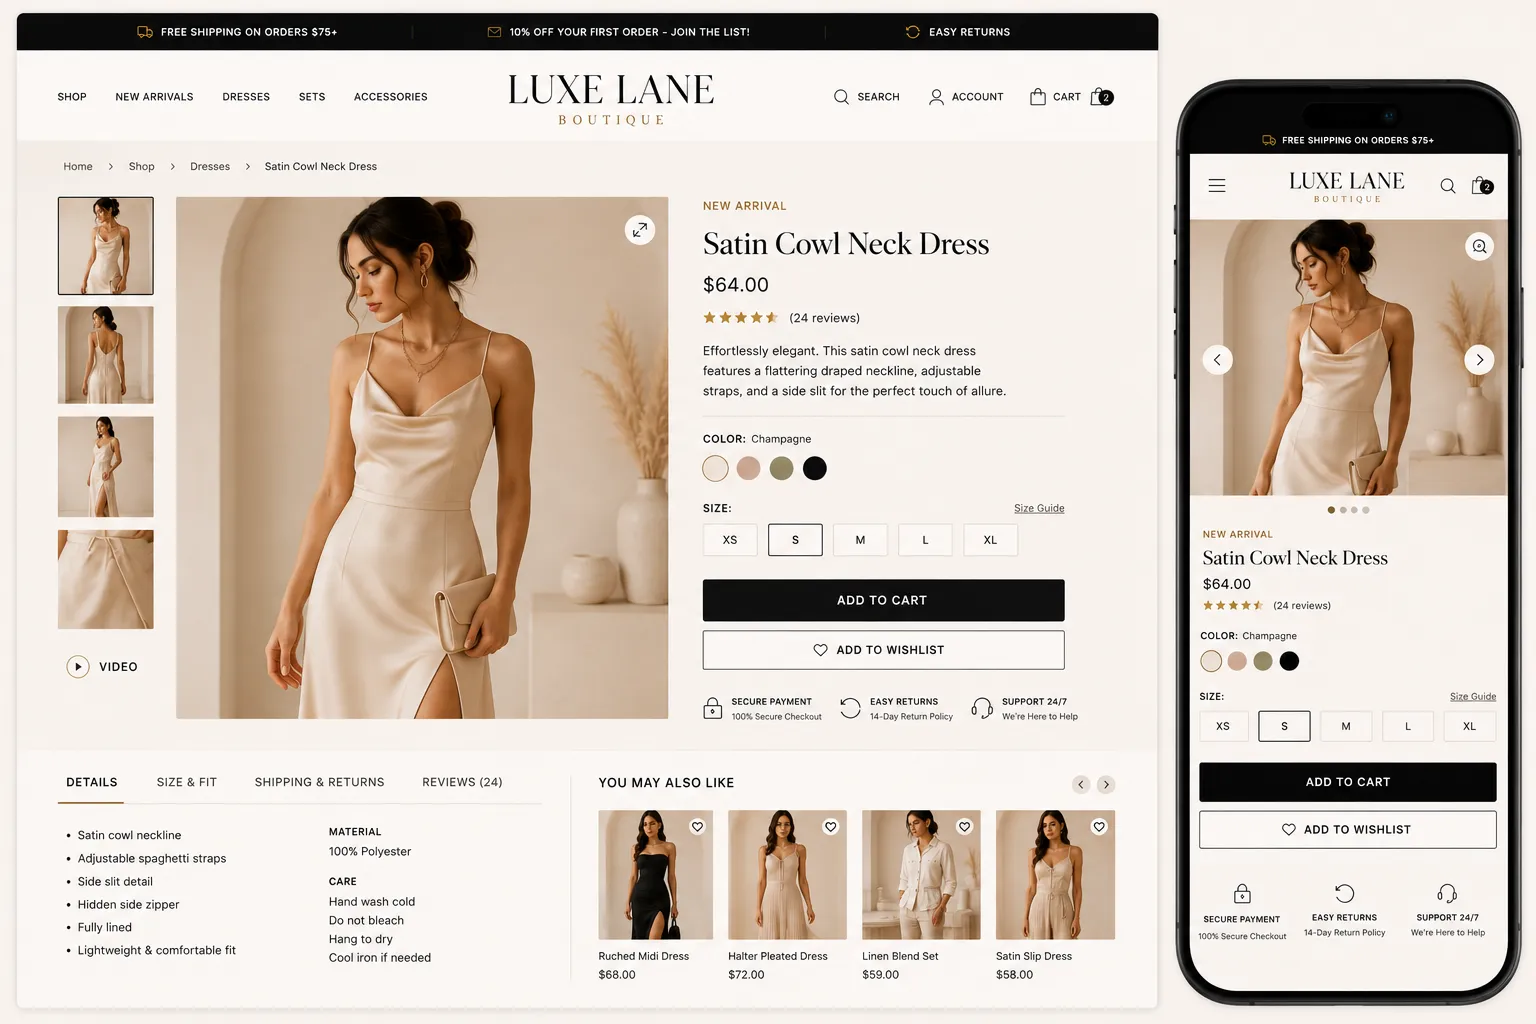 FREE SHIPPING ON ORDERS $75+
10% OFF YOUR FIRST ORDER – JOIN THE LIST!
EASY RETURNS
SHOP NEW ARRIVALS DRESSES SETS ACCESSORIES
LUXE LANE
BOUTIQUE
SEARCH ACCOUNT CART 2
Home > Shop > Dresses > Satin Cowl Neck Dress
VIDEO
NEW ARRIVAL
Satin Cowl Neck Dress
$64.00
(24 reviews)
Effortlessly elegant. This satin cowl neck dress
features a flattering draped neckline, adjustable
straps, and a side slit for the perfect touch of allure.
COLOR: Champagne
SIZE: Size Guide
XS S M L XL
ADD TO CART
ADD TO WISHLIST
SECURE PAYMENT
100% Secure Checkout
EASY RETURNS
14-Day Return Policy
SUPPORT 24/7
We're Here to Help
DETAILS SIZE & FIT SHIPPING & RETURNS REVIEWS (24)
• Satin cowl neckline
• Adjustable spaghetti straps
• Side slit detail
• Hidden side zipper
• Fully lined
• Lightweight & comfortable fit
MATERIAL
100% Polyester
CARE
Hand wash cold
Do not bleach
Hang to dry
Cool iron if needed
YOU MAY ALSO LIKE
Ruched Midi Dress
$68.00
Halter Pleated Dress
$72.00
Linen Blend Set
$59.00
Satin Slip Dress
$58.00
FREE SHIPPING ON ORDERS $75+
LUXE LANE
BOUTIQUE
2
NEW ARRIVAL
Satin Cowl Neck Dress
$64.00
(24 reviews)
COLOR: Champagne
SIZE: Size Guide
XS S M L XL
ADD TO CART
ADD TO WISHLIST
SECURE PAYMENT
100% Secure Checkout
EASY RETURNS
14-Day Return Policy
SUPPORT 24/7
We're Here to Help